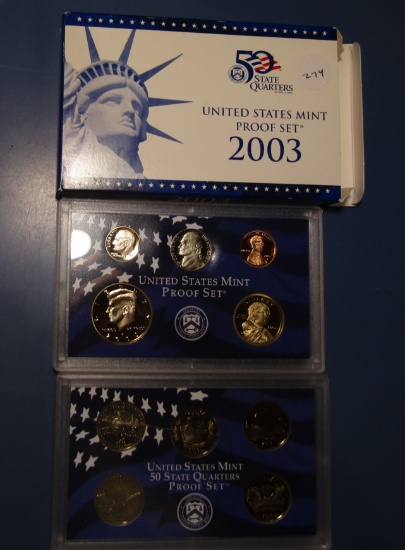 50
STATE
QUARTERS
274
UNITED STATES MINT
PROOF SET
2003
UNITED STATES MINT
PROOF SET
UNITED STATES MINT
50 STATE QUARTERS
PROOF SET